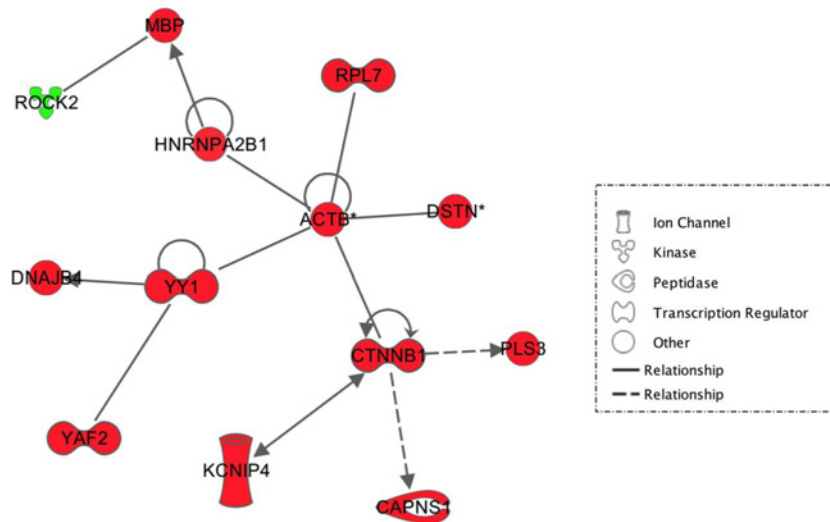 MBP
RPL7
ROCK2
HNRNPA2B1
ACTB*
DSTN*
DNAJB4
YY1
CTNNB1
PLS3
YAF2
KCNIP4
CAPNS1
Ion Channel
Kinase
Peptidase
Transcription Regulator
Other
Relationship
Relationship